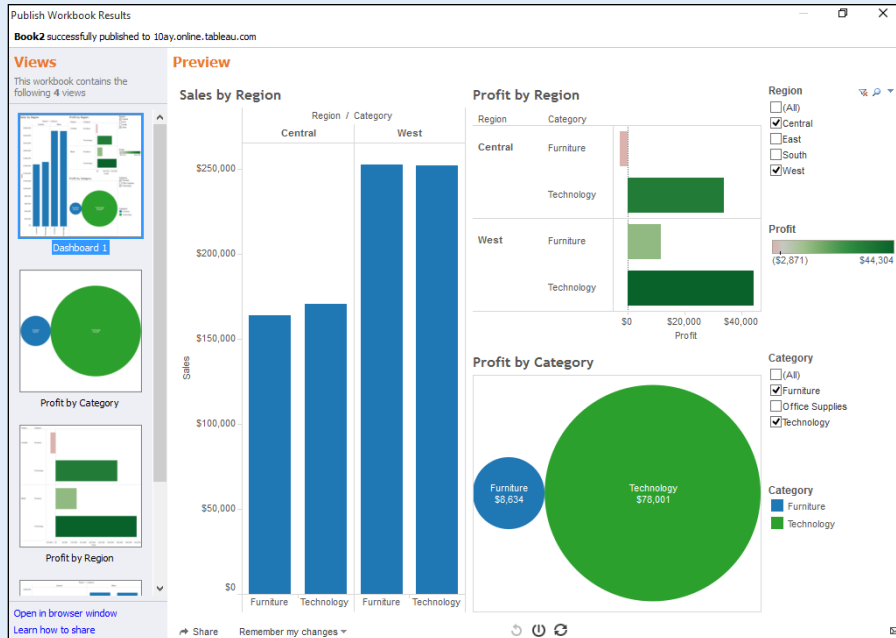 Publish Workbook Results
Book2 successfully published to 10ay.online.tableau.com
Views
This workbook contains the
following 4 views
Dashboard 1
Profit by Category
Profit by Region
Open in browser window
Learn how to share
Preview
Sales by Region
Region / Category
Central West
$250,000
$200,000
$150,000
$100,000
$50,000
$0
Sales
Furniture Technology Furniture Technology
Profit by Region
Region Category
Central Furniture
Technology
West Furniture
Technology
$0 $20,000 $40,000
Profit
Profit by Category
Furniture
$8,634
Technology
$78,001
Region
(All)
Central
East
South
West
Profit
($2,871) $44,304
Category
(All)
Furniture
Office Supplies
Technology
Category
Furniture
Technology
Share Remember my changes